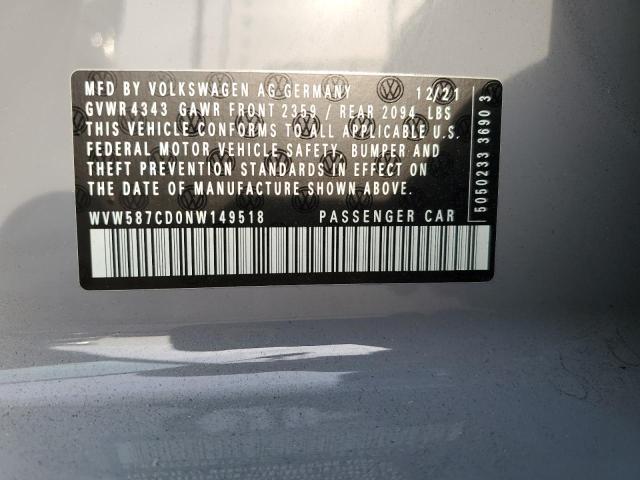 MFD BY VOLKSWAGEN AG GERMANY 12/21
GVWR 4343 GAWR FRONT 2359 / REAR 2094 LBS
THIS VEHICLE CONFORMS TO ALL APPLICABLE U.S.
FEDERAL MOTOR VEHICLE SAFETY, BUMPER AND
THEFT PREVENTION STANDARDS IN EFFECT ON
THE DATE OF MANUFACTURE SHOWN ABOVE.
WVW587CD0NW149518 PASSENGER CAR
5050233 3690 3